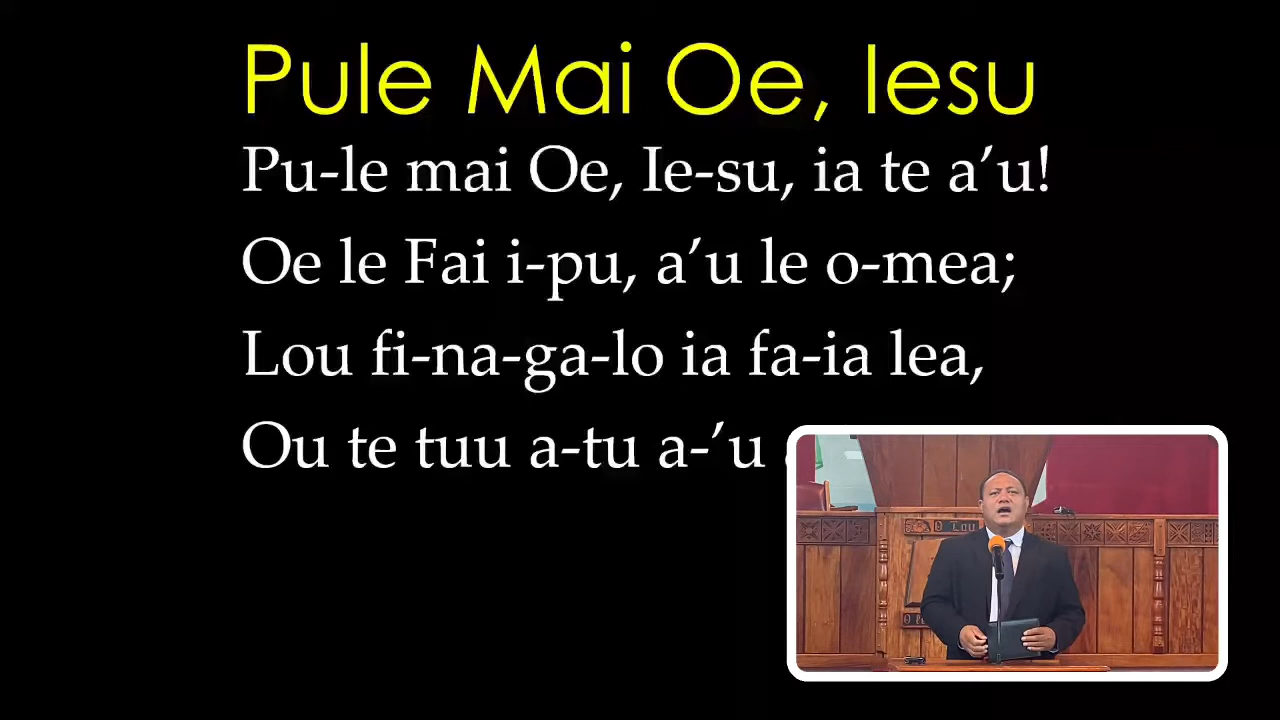 Pule Mai Oe, Iesu
Pu-le mai Oe, Ie-su, ia te a’u!
Oe le Fai i-pu, a’u le o-mea;
Lou fi-na-ga-lo ia fa-ia lea,
Ou te tuu a-tu a-’u
O Lou